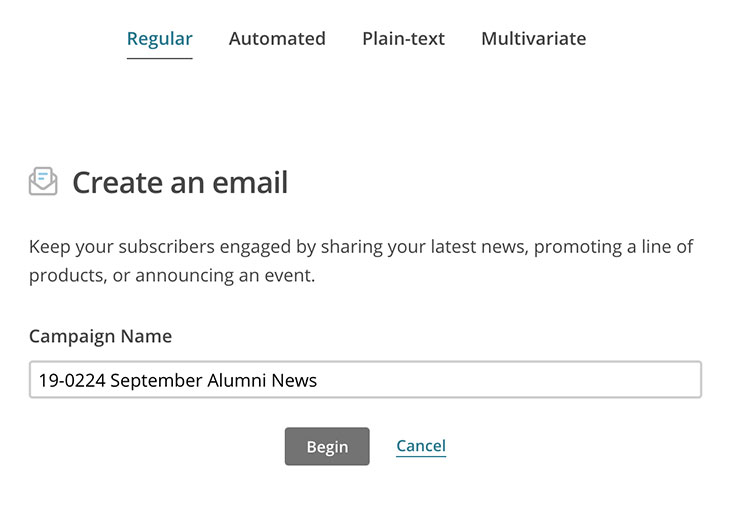 Regular Automated Plain-text Multivariate
Create an email
Keep your subscribers engaged by sharing your latest news, promoting a line of
products, or announcing an event.
Campaign Name
19-0224 September Alumni News
Begin Cancel